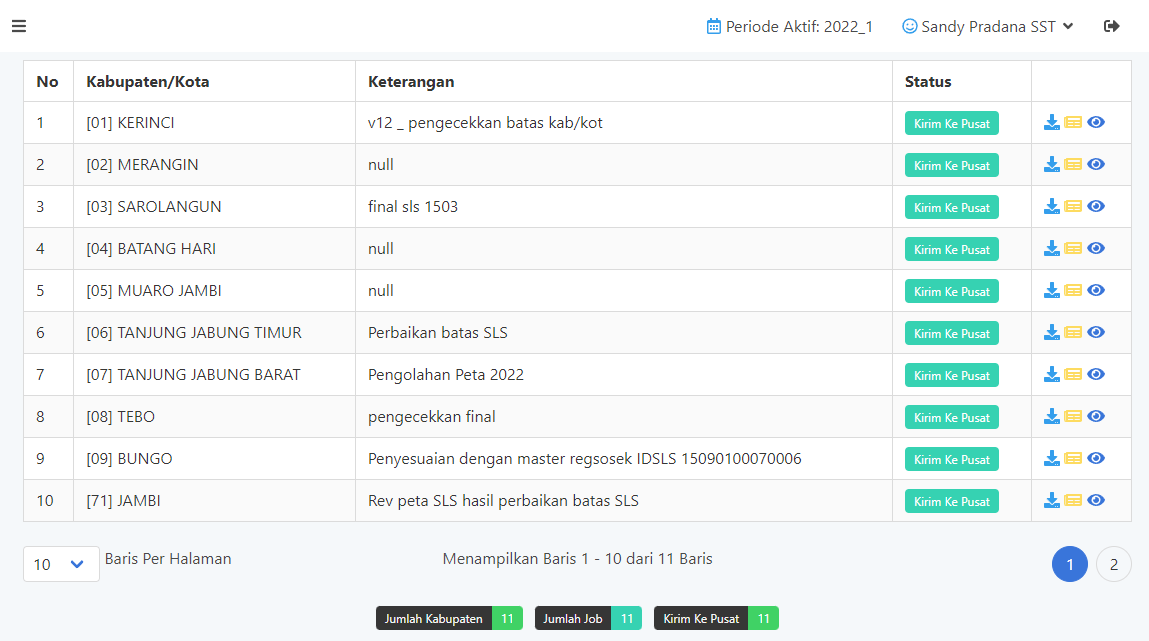 Periode Aktif: 2022_1 Sandy Pradana SST
No Kabupaten/Kota Keterangan Status
1 [01] KERINCI v12 _ pengecekkan batas kab/kot Kirim Ke Pusat
2 [02] MERANGIN null Kirim Ke Pusat
3 [03] SAROLANGUN final sls 1503 Kirim Ke Pusat
4 [04] BATANG HARI null Kirim Ke Pusat
5 [05] MUARO JAMBI null Kirim Ke Pusat
6 [06] TANJUNG JABUNG TIMUR Perbaikan batas SLS Kirim Ke Pusat
7 [07] TANJUNG JABUNG BARAT Pengolahan Peta 2022 Kirim Ke Pusat
8 [08] TEBO pengecekkan final Kirim Ke Pusat
9 [09] BUNGO Penyesuaian dengan master regsosek IDSLS 15090100070006 Kirim Ke Pusat
10 [71] JAMBI Rev peta SLS hasil perbaikan batas SLS Kirim Ke Pusat
10 Baris Per Halaman Menampilkan Baris 1 - 10 dari 11 Baris 1 2
Jumlah Kabupaten 11 Jumlah Job 11 Kirim Ke Pusat 11